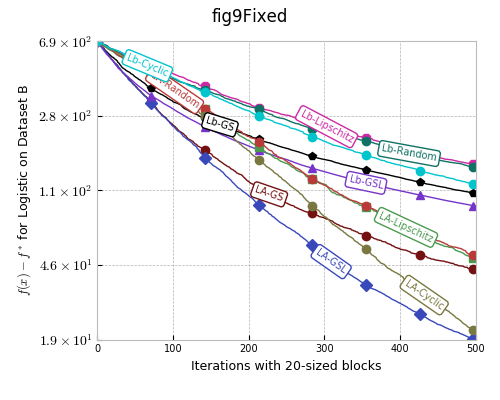 fig9Fixed
6.9 × 10²
2.8 × 10²
1.1 × 10²
4.6 × 10¹
1.9 × 10¹
f(x) − f* for Logistic on Dataset B
Lb-Cyclic
LA-Random
Lb-GS
Lb-Lipschitz
Lb-Random
Lb-GSL
LA-GS
LA-Lipschitz
LA-GSL
LA-Cyclic
0 100 200 300 400 500
Iterations with 20-sized blocks